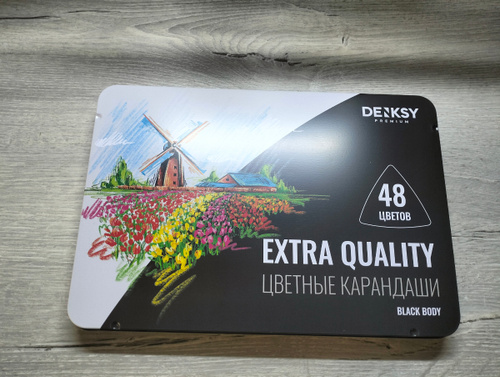 DENKSY
PREMIUM
48
ЦВЕТОВ
EXTRA QUALITY
ЦВЕТНЫЕ КАРАНДАШИ
BLACK BODY